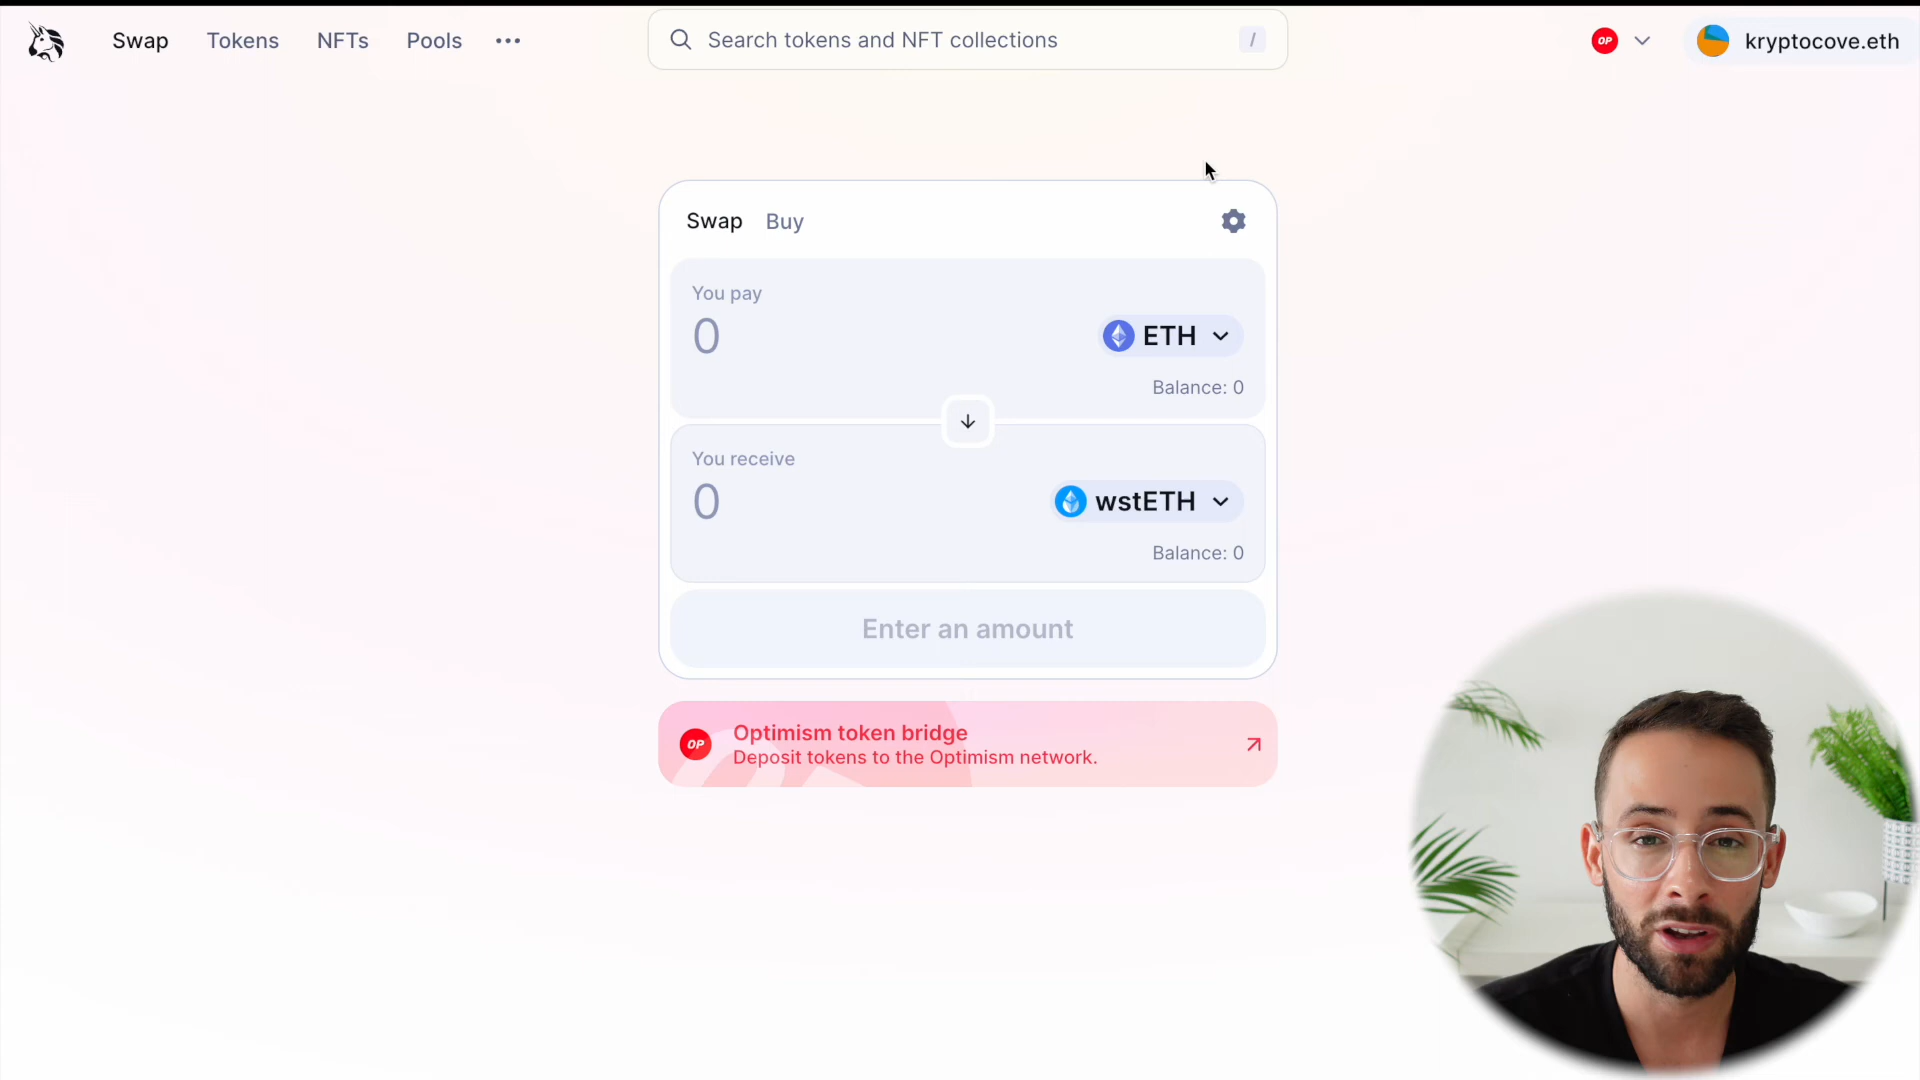 Swap Tokens NFTs Pools ••• Search tokens and NFT collections / OP kryptocove.eth
Swap Buy
You pay
0 ETH
Balance: 0
You receive
0 wstETH
Balance: 0
Enter an amount
OP Optimism token bridge
Deposit tokens to the Optimism network.